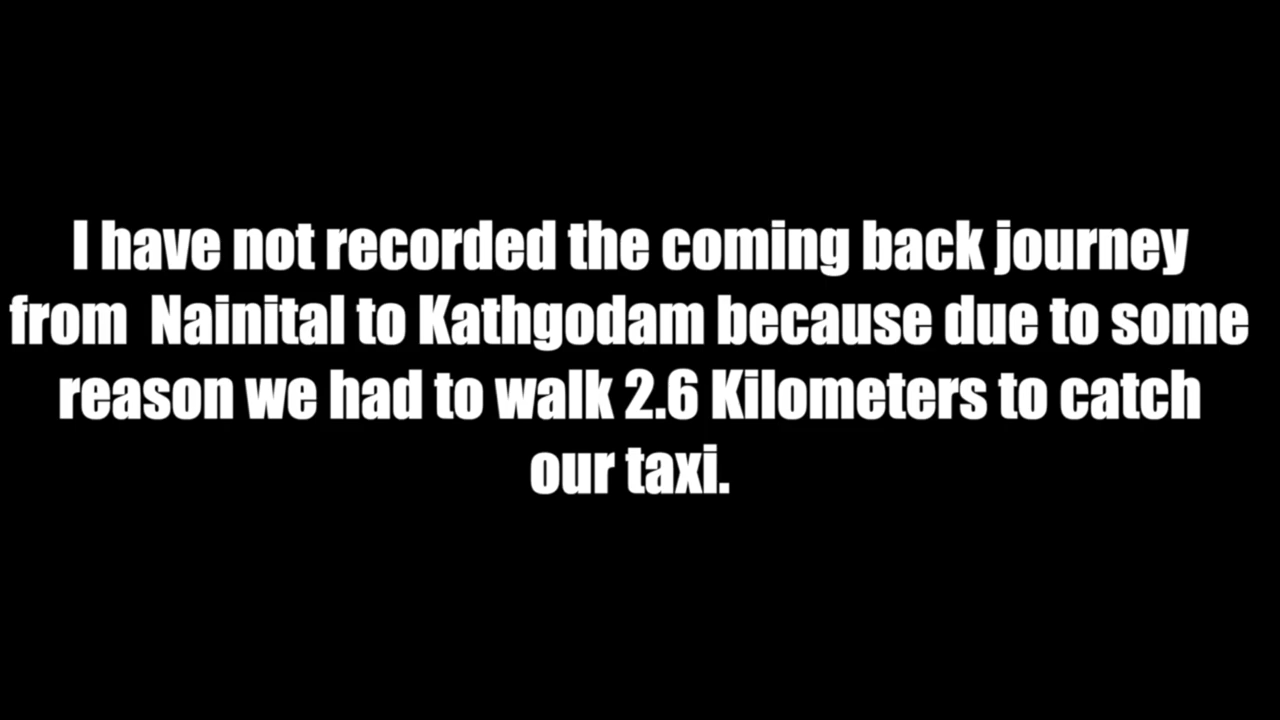 I have not recorded the coming back journey
from  Nainital to Kathgodam because due to some
reason we had to walk 2.6 Kilometers to catch
our taxi.